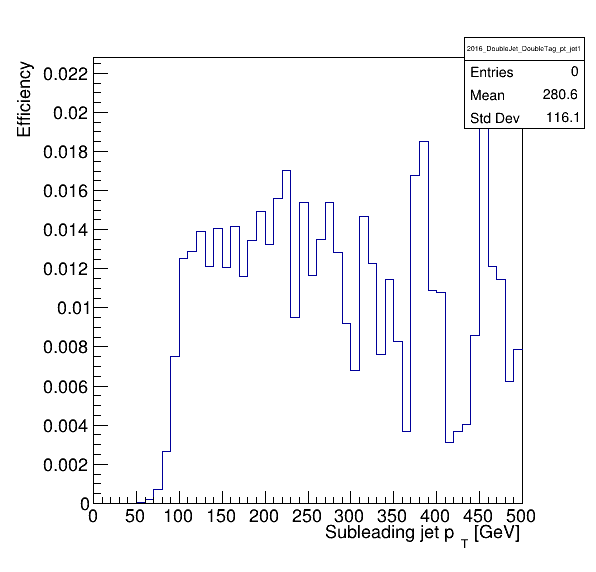 2016_DoubleJet_DoubleTag_pt_jet1
Entries 0
Mean 280.6
Std Dev 116.1
Efficiency
0.022
0.02
0.018
0.016
0.014
0.012
0.01
0.008
0.006
0.004
0.002
0
0 50 100 150 200 250 300 350 400 450 500
Subleading jet p T [GeV]